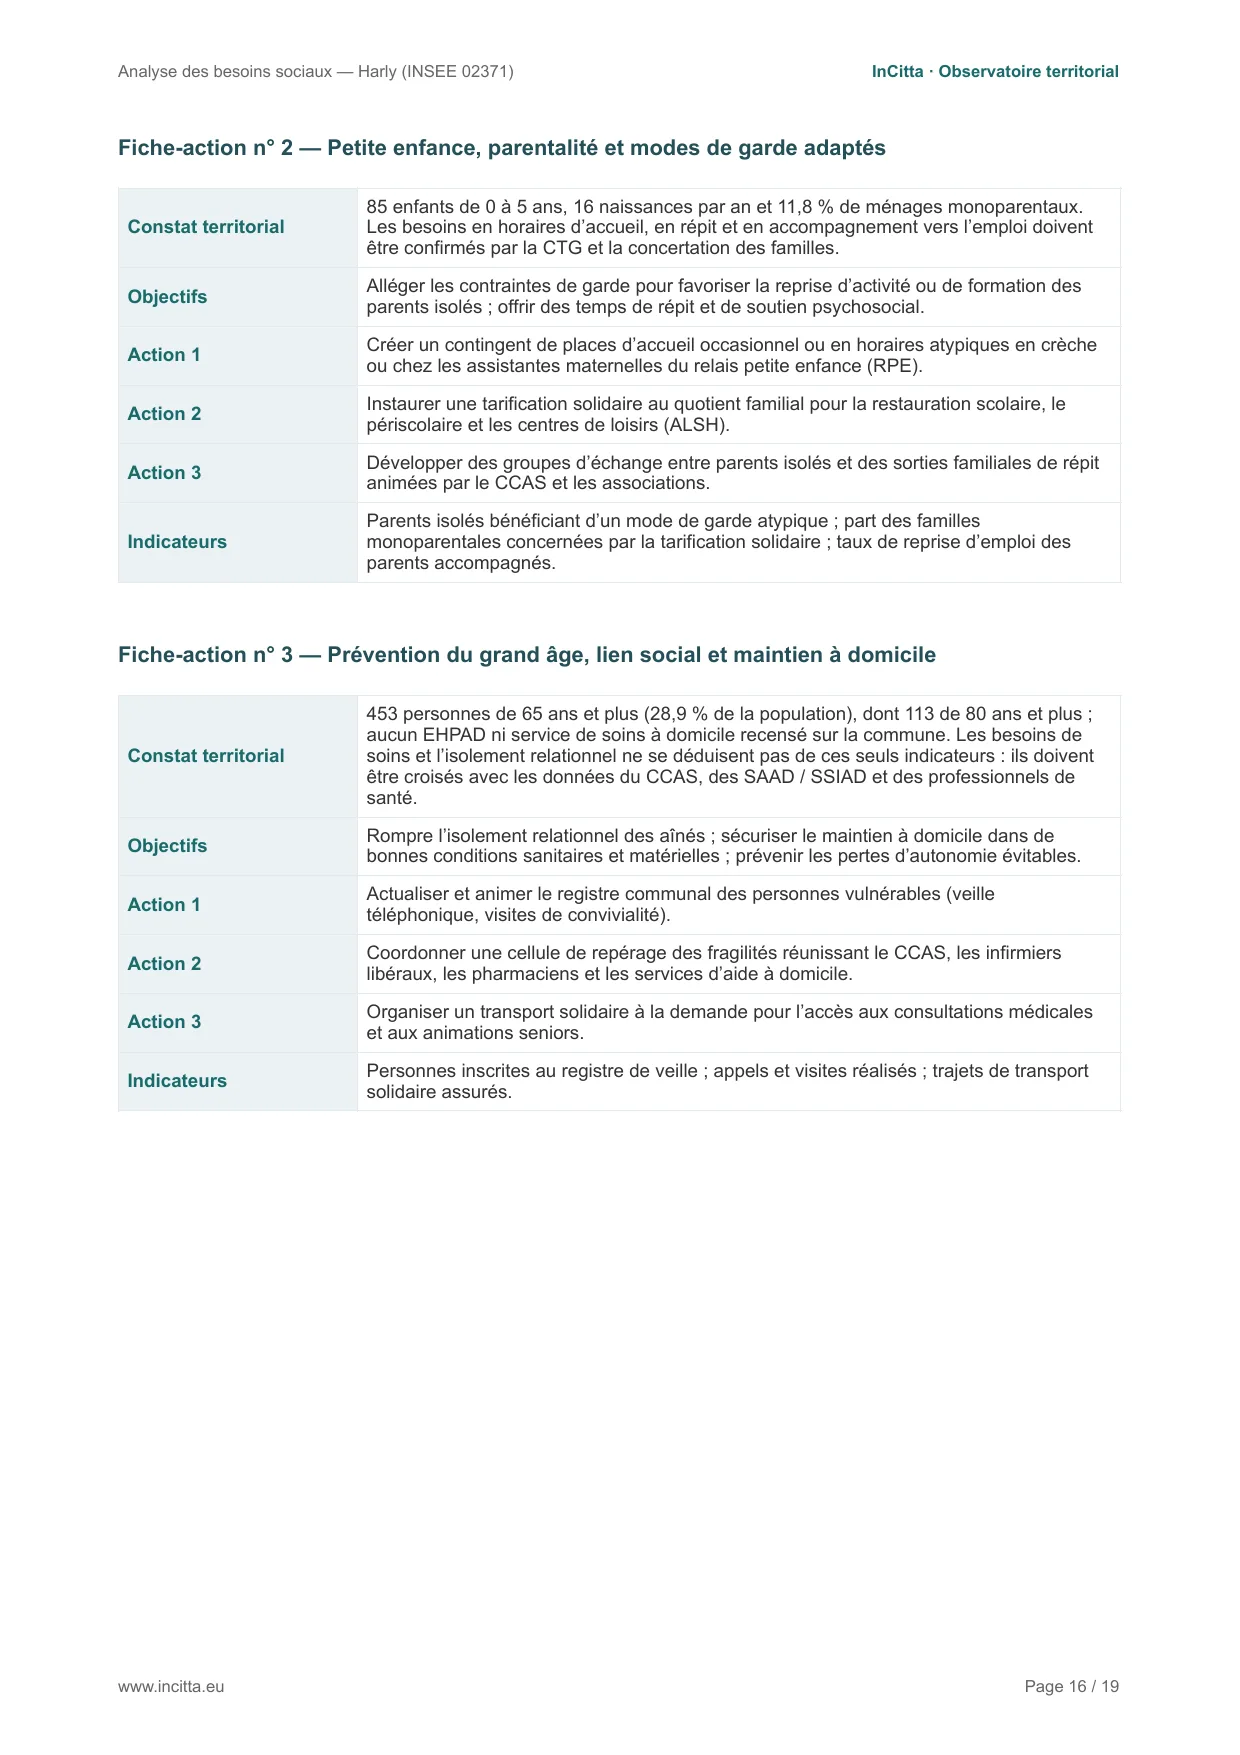 Analyse des besoins sociaux — Harly (INSEE 02371)
InCitta · Observatoire territorial
Fiche-action n° 2 — Petite enfance, parentalité et modes de garde adaptés
Constat territorial
85 enfants de 0 à 5 ans, 16 naissances par an et 11,8 % de ménages monoparentaux.
Les besoins en horaires d’accueil, en répit et en accompagnement vers l’emploi doivent
être confirmés par la CTG et la concertation des familles.
Objectifs
Alléger les contraintes de garde pour favoriser la reprise d’activité ou de formation des
parents isolés ; offrir des temps de répit et de soutien psychosocial.
Action 1
Créer un contingent de places d’accueil occasionnel ou en horaires atypiques en crèche
ou chez les assistantes maternelles du relais petite enfance (RPE).
Action 2
Instaurer une tarification solidaire au quotient familial pour la restauration scolaire, le
périscolaire et les centres de loisirs (ALSH).
Action 3
Développer des groupes d’échange entre parents isolés et des sorties familiales de répit
animées par le CCAS et les associations.
Indicateurs
Parents isolés bénéficiant d’un mode de garde atypique ; part des familles
monoparentales concernées par la tarification solidaire ; taux de reprise d’emploi des
parents accompagnés.
Fiche-action n° 3 — Prévention du grand âge, lien social et maintien à domicile
Constat territorial
453 personnes de 65 ans et plus (28,9 % de la population), dont 113 de 80 ans et plus ;
aucun EHPAD ni service de soins à domicile recensé sur la commune. Les besoins de
soins et l’isolement relationnel ne se déduisent pas de ces seuls indicateurs : ils doivent
être croisés avec les données du CCAS, des SAAD / SSIAD et des professionnels de
santé.
Objectifs
Rompre l’isolement relationnel des aînés ; sécuriser le maintien à domicile dans de
bonnes conditions sanitaires et matérielles ; prévenir les pertes d’autonomie évitables.
Action 1
Actualiser et animer le registre communal des personnes vulnérables (veille
téléphonique, visites de convivialité).
Action 2
Coordonner une cellule de repérage des fragilités réunissant le CCAS, les infirmiers
libéraux, les pharmaciens et les services d’aide à domicile.
Action 3
Organiser un transport solidaire à la demande pour l’accès aux consultations médicales
et aux animations seniors.
Indicateurs
Personnes inscrites au registre de veille ; appels et visites réalisés ; trajets de transport
solidaire assurés.
www.incitta.eu
Page 16 / 19